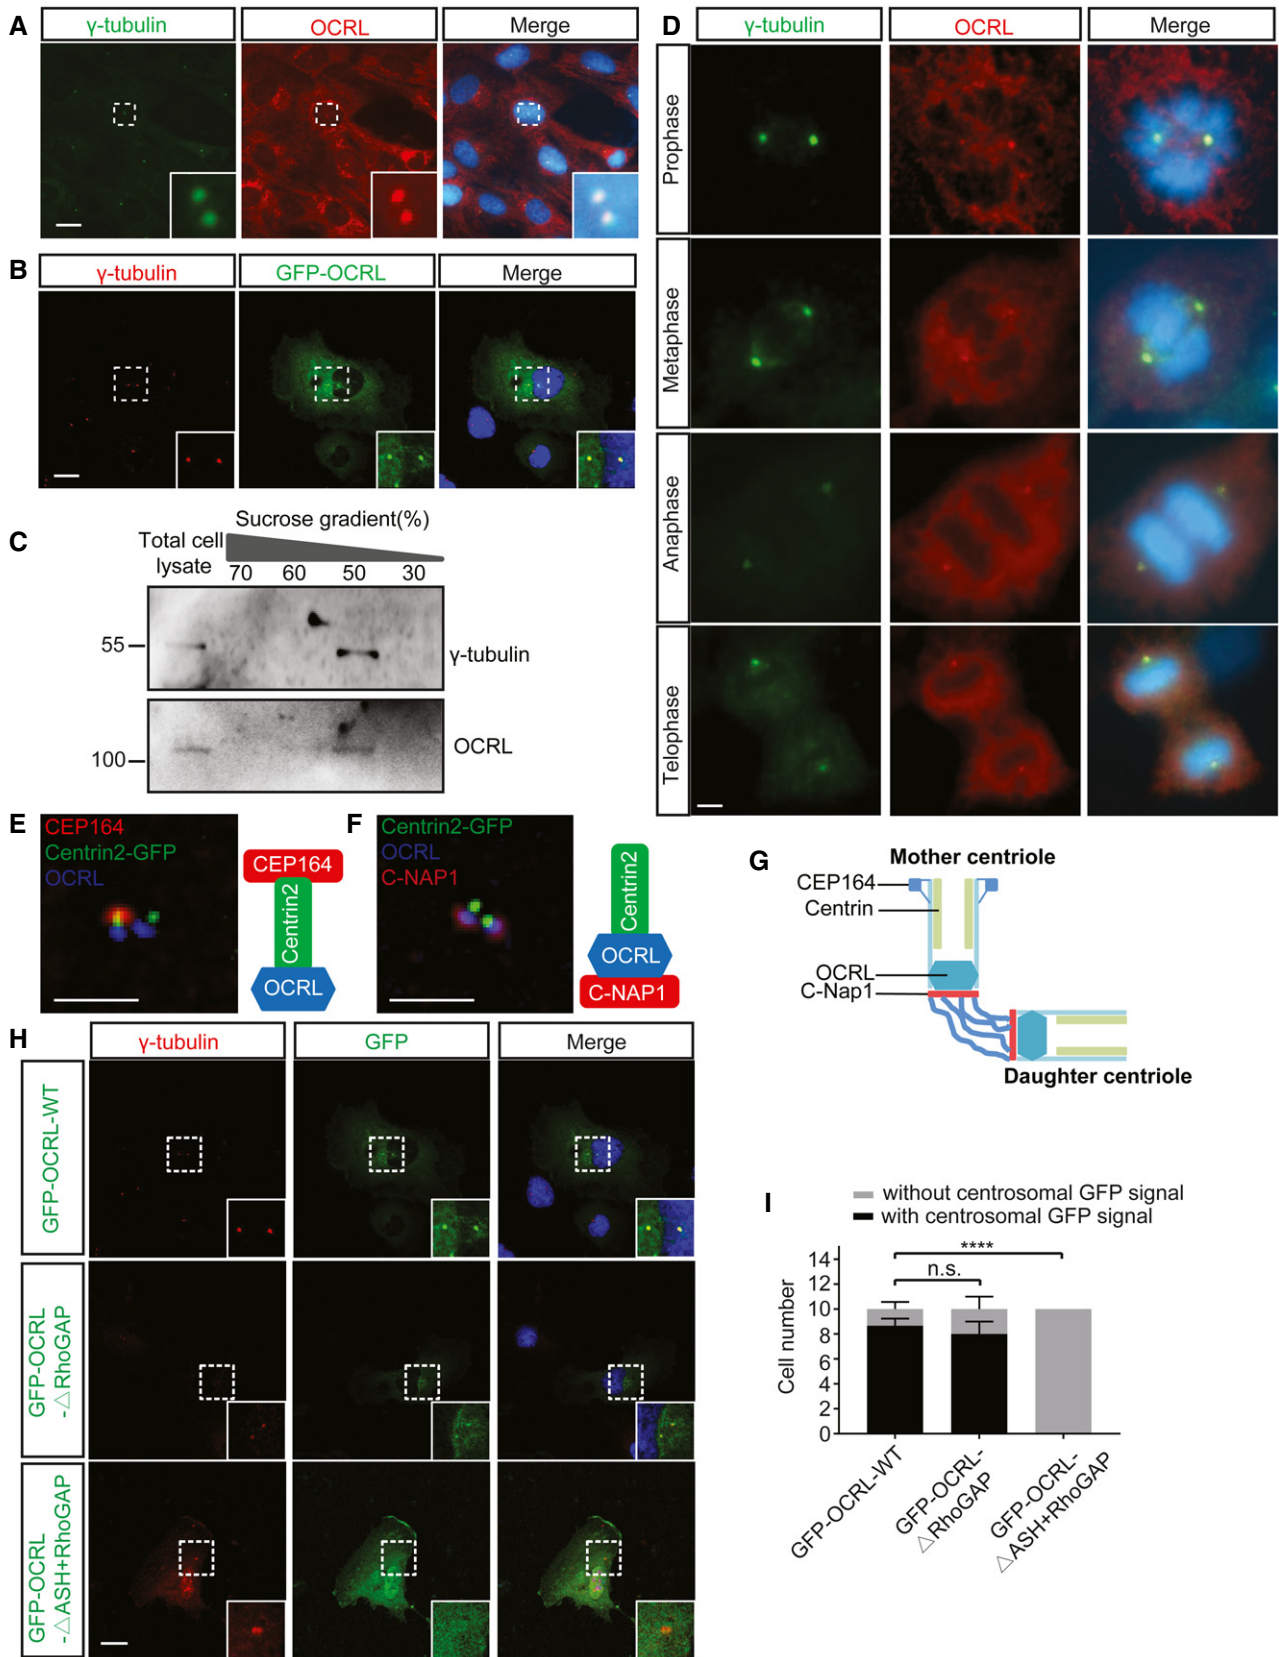 A
γ-tubulin
OCRL
Merge
B
γ-tubulin
GFP-OCRL
Merge
C
Sucrose gradient(%)
Total cell
lysate
70
60
50
30
55
γ-tubulin
100
OCRL
D
γ-tubulin
OCRL
Merge
Prophase
Metaphase
Anaphase
Telophase
E
CEP164
Centrin2-GFP
OCRL
CEP164
Centrin2
OCRL
F
Centrin2-GFP
OCRL
C-NAP1
Centrin2
OCRL
C-NAP1
G
Mother centriole
CEP164
Centrin
OCRL
C-Nap1
Daughter centriole
H
γ-tubulin
GFP
Merge
GFP-OCRL-WT
GFP-OCRL
-△RhoGAP
GFP-OCRL
-△ASH+RhoGAP
I
without centrosomal GFP signal
with centrosomal GFP signal
****
n.s.
Cell number
14
12
10
8
6
4
2
0
GFP-OCRL-WT
GFP-OCRL-
△RhoGAP
GFP-OCRL-
△ASH+RhoGAP